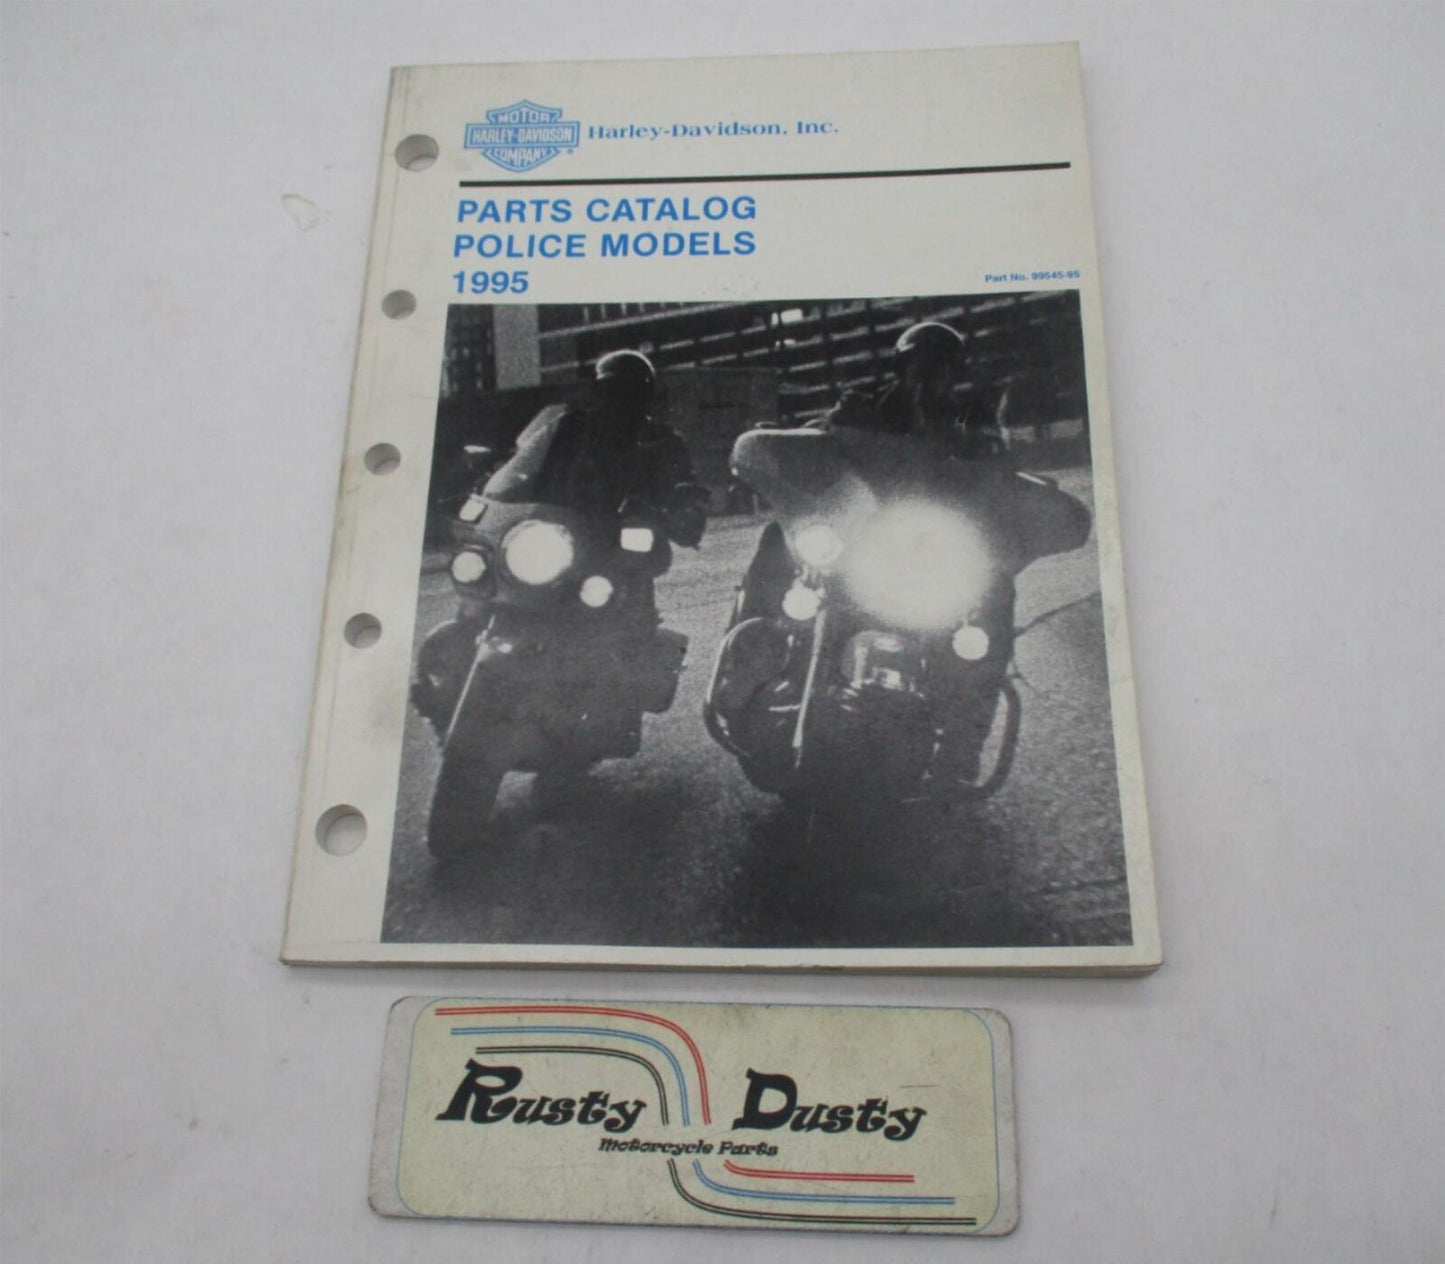 MOTOR
HARLEY-DAVIDSON
COMPANY
Harley-Davidson, Inc.
PARTS CATALOG
POLICE MODELS
1995
Part No. 99545-95
Rusty Dusty
Motorcycle Parts